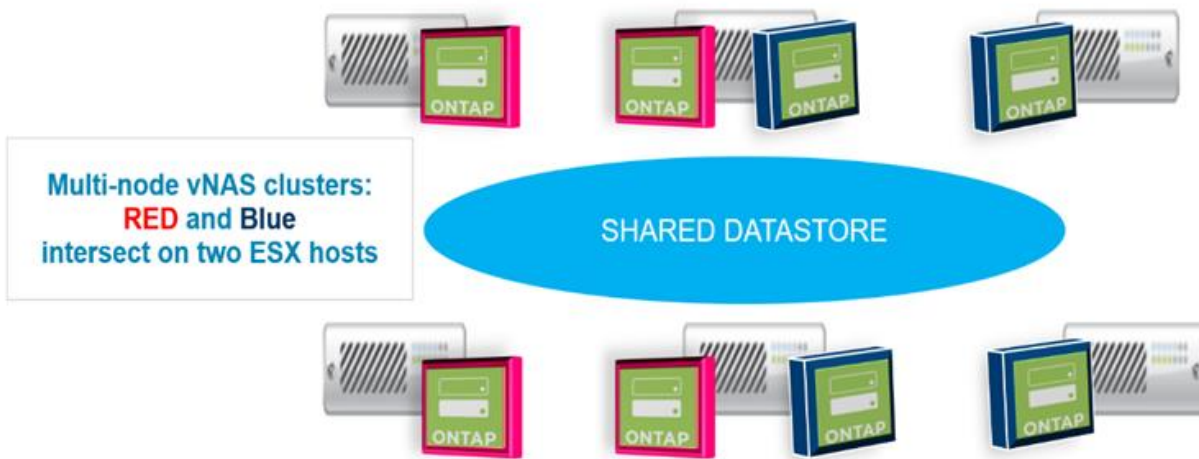 ONTAP
ONTAP
ONTAP
ONTAP
Multi-node vNAS clusters:
RED and Blue
intersect on two ESX hosts
SHARED DATASTORE
ONTAP
ONTAP
ONTAP
ONTAP